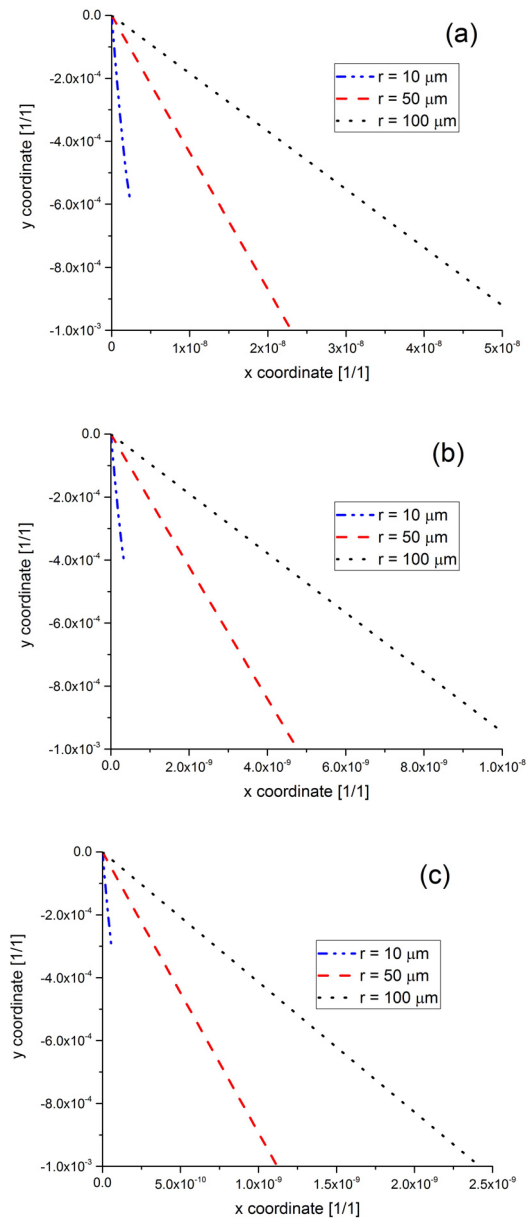 (a)
0.0
-2.0x10⁻⁴
-4.0x10⁻⁴
-6.0x10⁻⁴
-8.0x10⁻⁴
-1.0x10⁻³
y coordinate [1/1]
r = 10 μm
r = 50 μm
r = 100 μm
0 1x10⁻⁸ 2x10⁻⁸ 3x10⁻⁸ 4x10⁻⁸ 5x10⁻⁸
x coordinate [1/1]
(b)
0.0
-2.0x10⁻⁴
-4.0x10⁻⁴
-6.0x10⁻⁴
-8.0x10⁻⁴
-1.0x10⁻³
y coordinate [1/1]
r = 10 μm
r = 50 μm
r = 100 μm
0.0 2.0x10⁻⁹ 4.0x10⁻⁹ 6.0x10⁻⁹ 8.0x10⁻⁹ 1.0x10⁻⁸
x coordinate [1/1]
(c)
0.0
-2.0x10⁻⁴
-4.0x10⁻⁴
-6.0x10⁻⁴
-8.0x10⁻⁴
-1.0x10⁻³
y coordinate [1/1]
r = 10 μm
r = 50 μm
r = 100 μm
0.0 5.0x10⁻¹⁰ 1.0x10⁻⁹ 1.5x10⁻⁹ 2.0x10⁻⁹ 2.5x10⁻⁹
x coordinate [1/1]